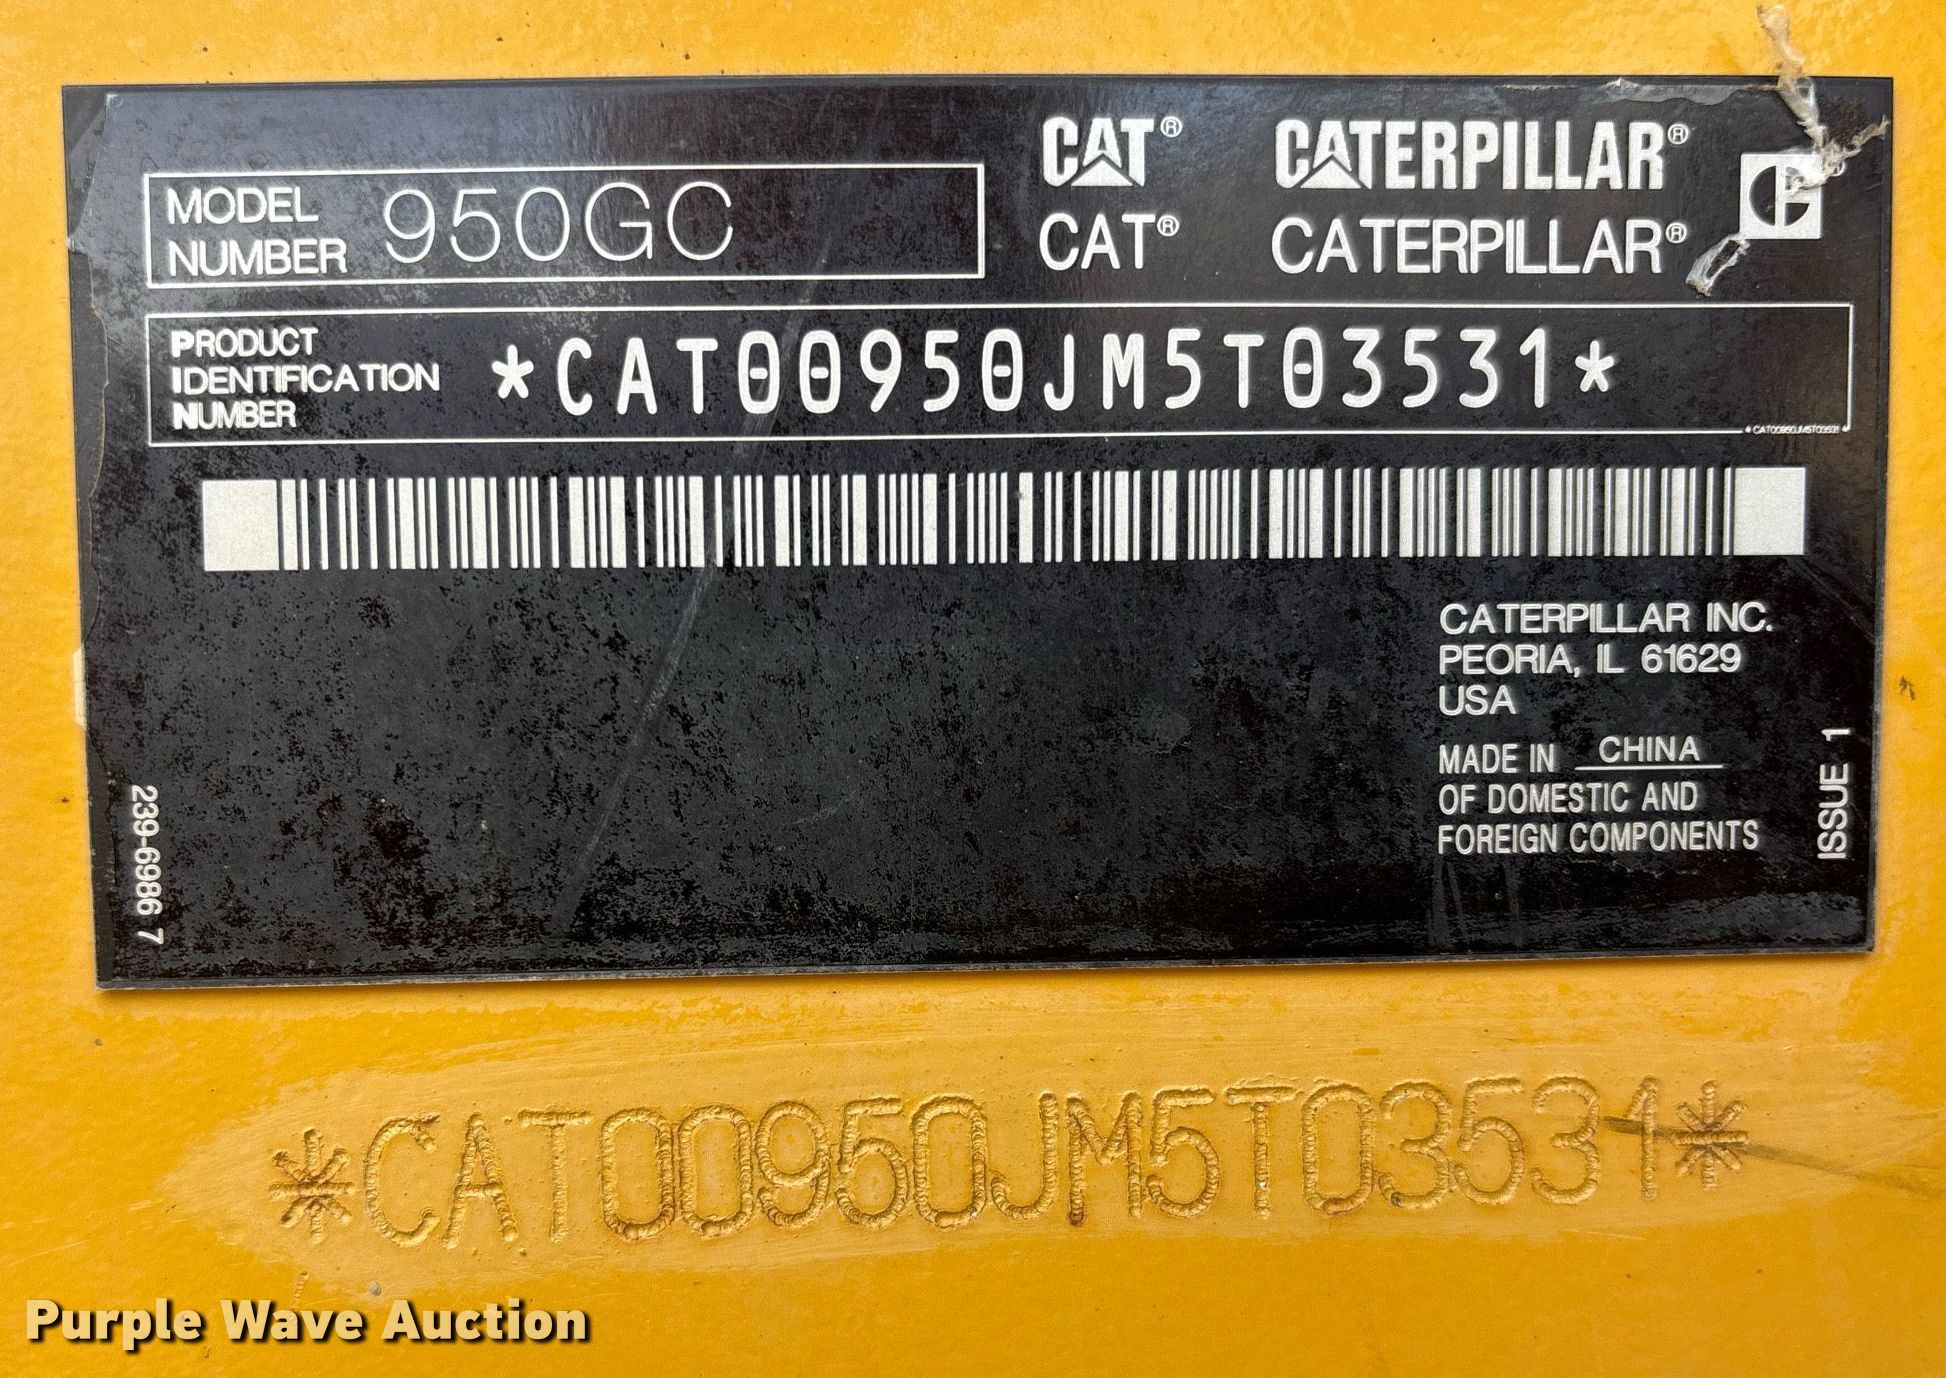 CAT® CATERPILLAR®
MODEL NUMBER 950GC
CAT® CATERPILLAR®
PRODUCT IDENTIFICATION NUMBER *CAT00950JM5T03531*
*CAT00950JM5T03531*
CATERPILLAR INC.
PEORIA, IL 61629
USA
MADE IN CHINA
OF DOMESTIC AND
FOREIGN COMPONENTS
ISSUE 1
239-6986 7
*CAT00950JM5T03531*
Purple Wave Auction